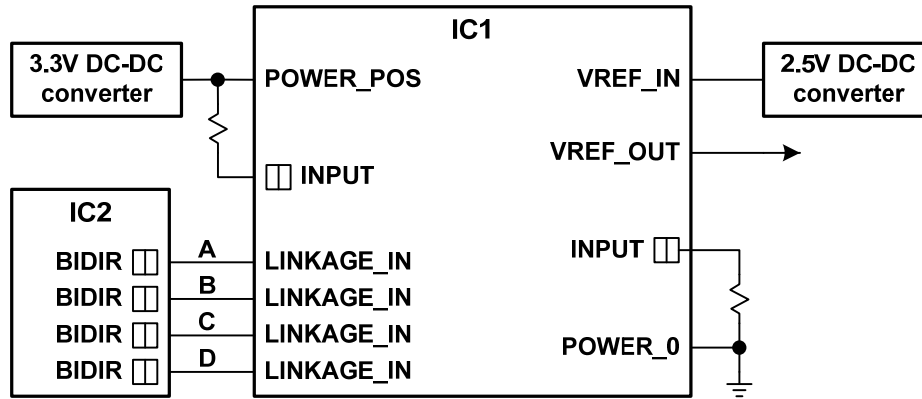 IC1
3.3V DC-DC
converter
POWER_POS
INPUT
VREF_IN
2.5V DC-DC
converter
VREF_OUT
IC2
BIDIR
A
LINKAGE_IN
BIDIR
B
LINKAGE_IN
BIDIR
C
LINKAGE_IN
BIDIR
D
LINKAGE_IN
INPUT
POWER_0